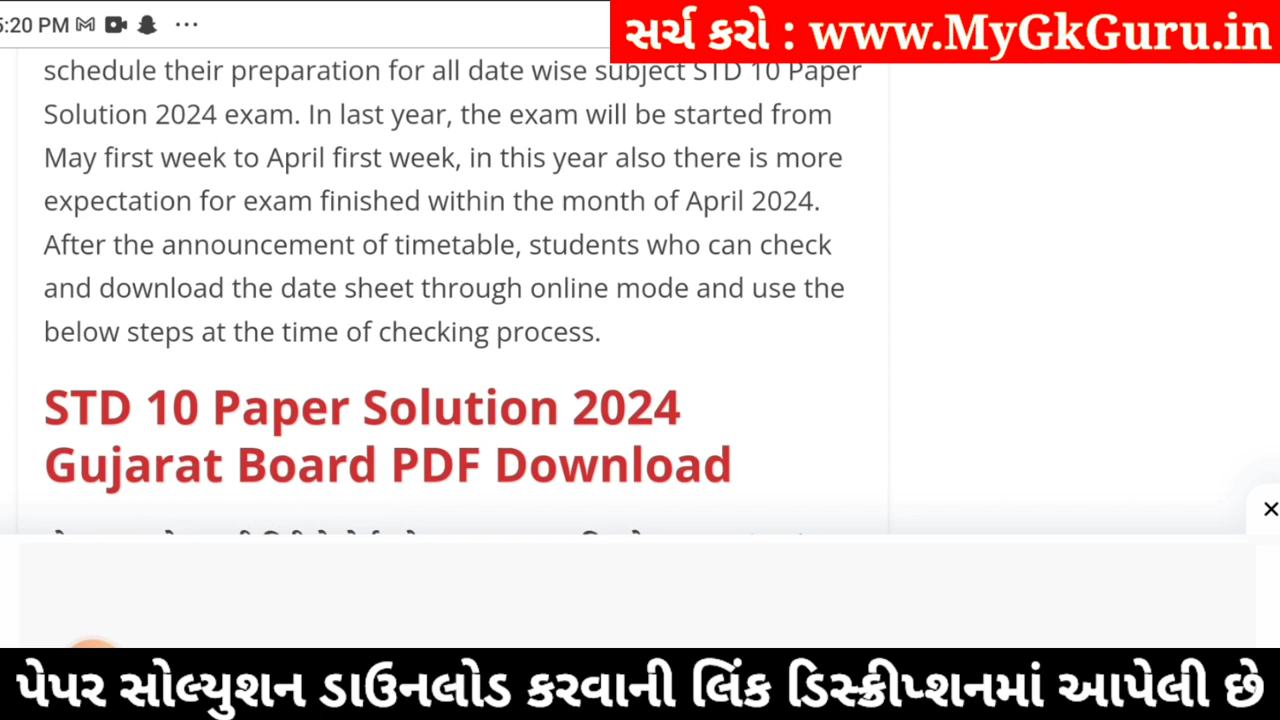 5:20 PM
સર્ચ કરો : www.MyGkGuru.in
schedule their preparation for all date wise subject STD 10 Paper
Solution 2024 exam. In last year, the exam will be started from
May first week to April first week, in this year also there is more
expectation for exam finished within the month of April 2024.
After the announcement of timetable, students who can check
and download the date sheet through online mode and use the
below steps at the time of checking process.
STD 10 Paper Solution 2024
Gujarat Board PDF Download
પેપર સોલ્યુશન ડાઉનલોડ કરવાની લિંક ડિસ્ક્રીપ્શનમાં આપેલી છે